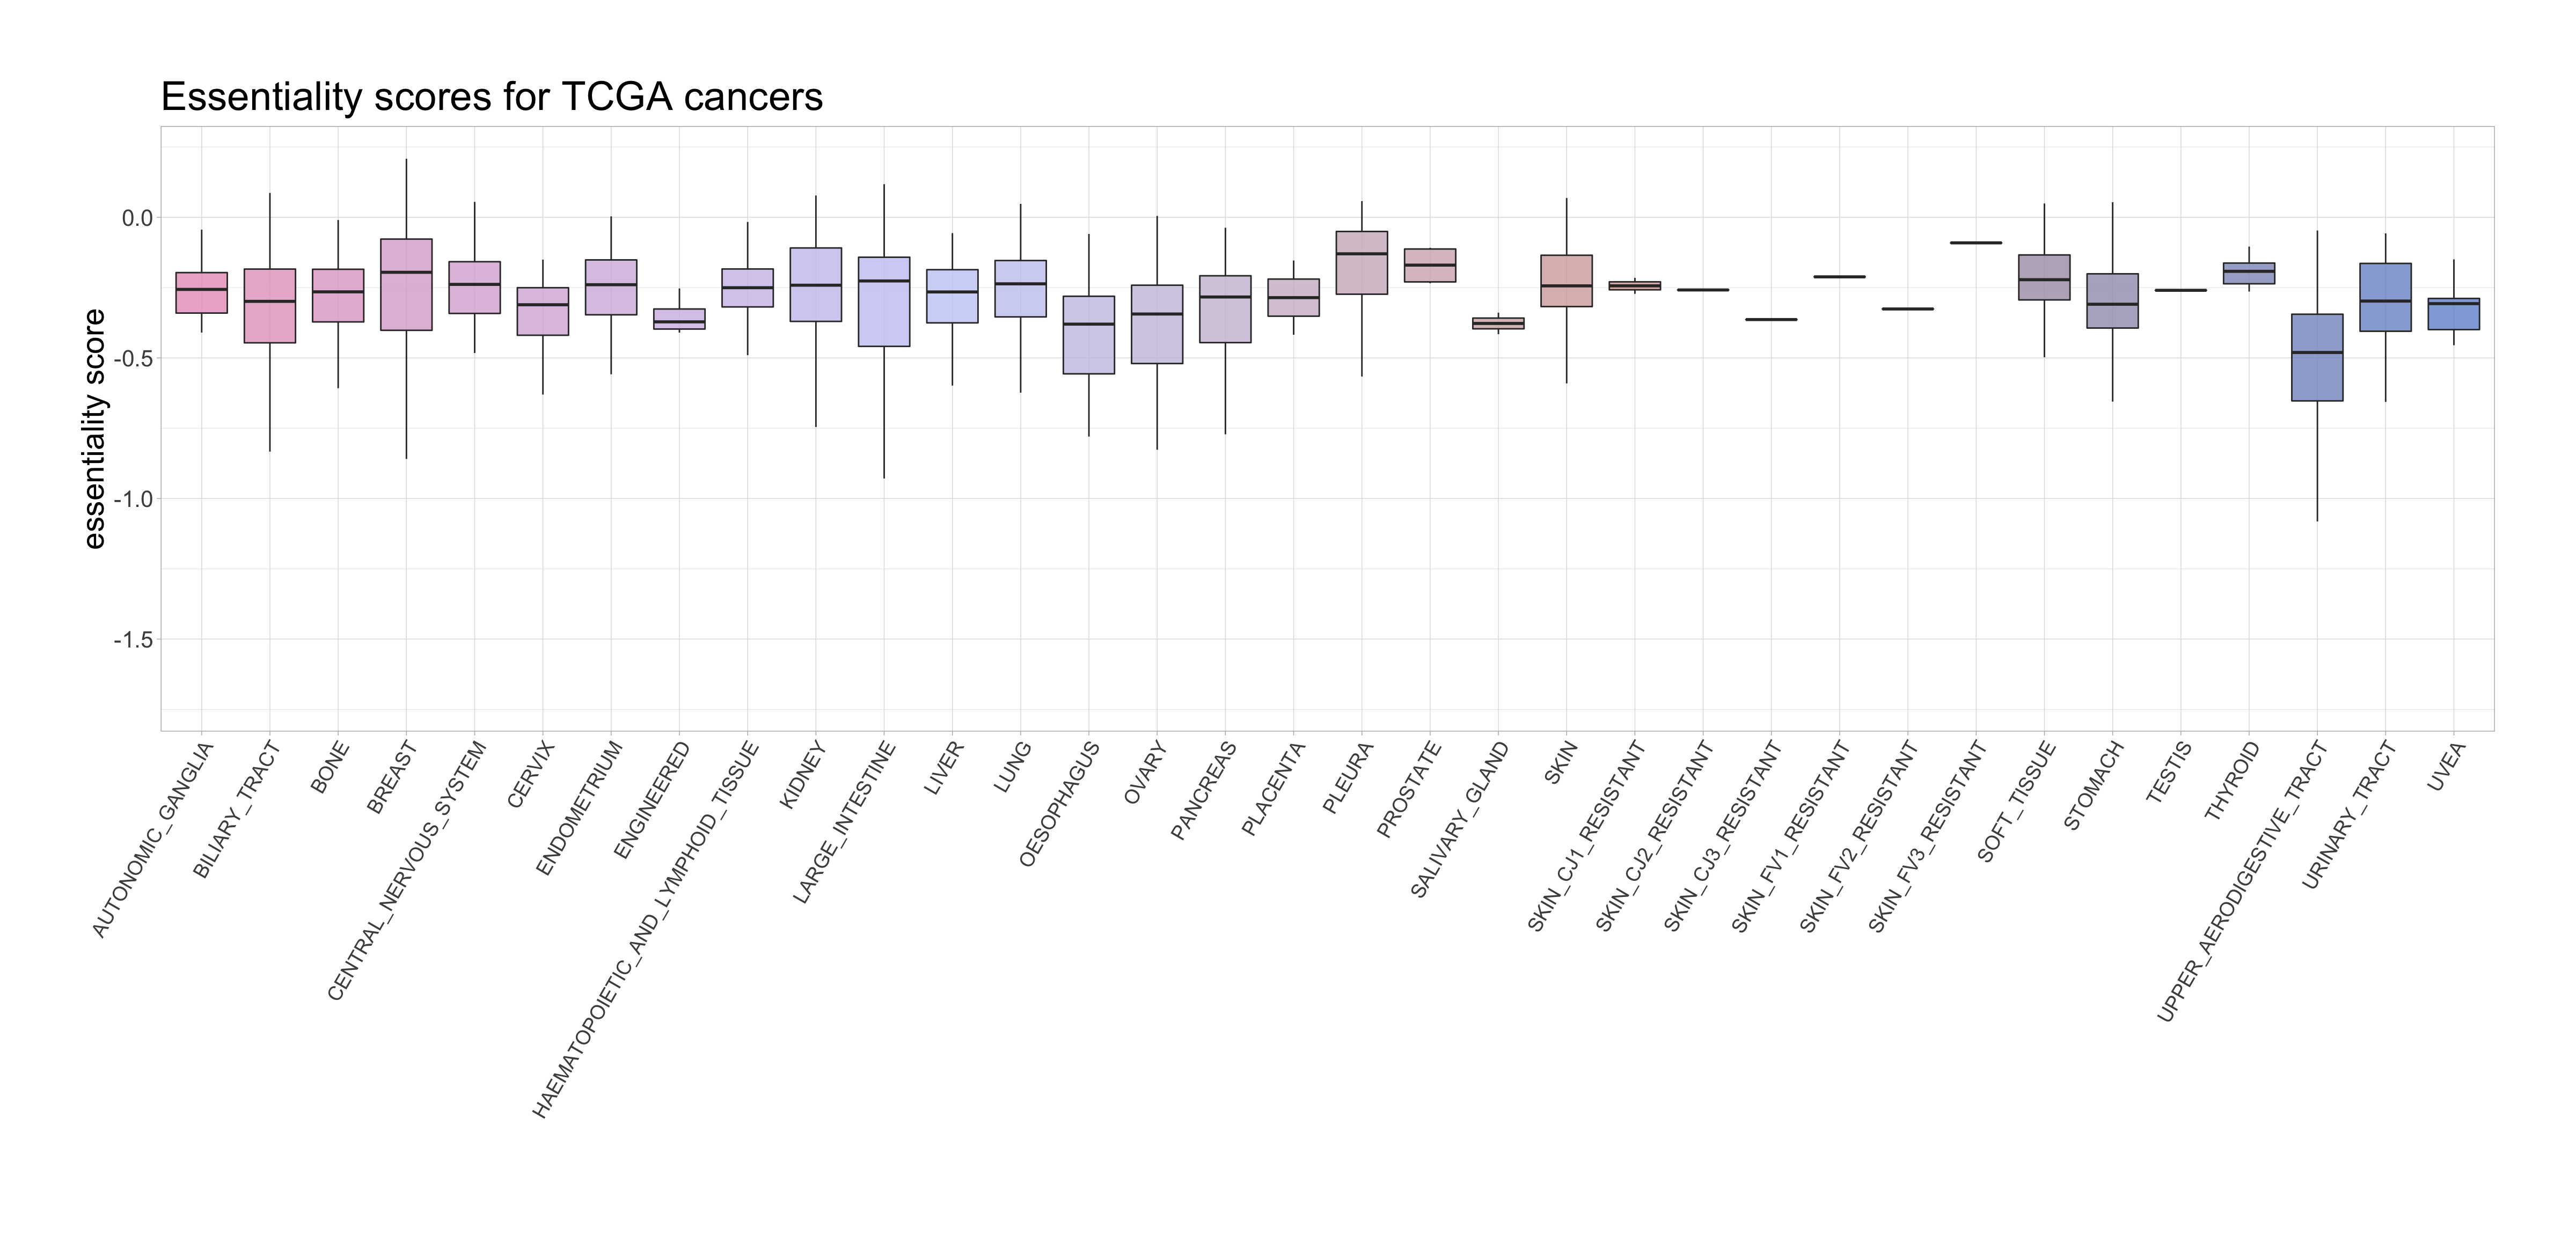 Essentiality scores for TCGA cancers
essentiality score
0.0
-0.5
-1.0
-1.5
AUTONOMIC_GANGLIA
BILIARY_TRACT
BONE
BREAST
CENTRAL_NERVOUS_SYSTEM
CERVIX
ENDOMETRIUM
ENGINEERED
HAEMATOPOIETIC_AND_LYMPHOID_TISSUE
KIDNEY
LARGE_INTESTINE
LIVER
LUNG
OESOPHAGUS
OVARY
PANCREAS
PLACENTA
PLEURA
PROSTATE
SALIVARY_GLAND
SKIN
SKIN_CJ1_RESISTANT
SKIN_CJ2_RESISTANT
SKIN_CJ3_RESISTANT
SKIN_FV1_RESISTANT
SKIN_FV2_RESISTANT
SKIN_FV3_RESISTANT
SOFT_TISSUE
STOMACH
TESTIS
THYROID
UPPER_AERODIGESTIVE_TRACT
URINARY_TRACT
UVEA